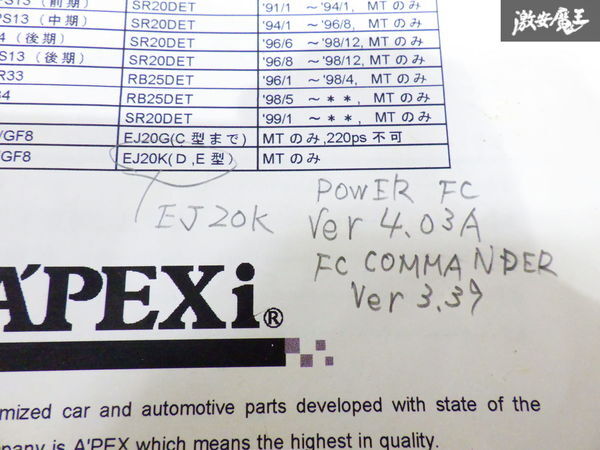 激安魔王
(前期) SR20DET '91/1 ～'94/1, MTのみ
PS13 (中期) SR20DET '94/1 ～'96/8, MTのみ
4 (後期) SR20DET '96/6 ～'98/12, MTのみ
PS13 (後期) SR20DET '96/8 ～'98/12, MTのみ
R33 RB25DET '96/1 ～'98/4, MTのみ
34 RB25DET '98/5 ～＊＊, MTのみ
SR20DET '99/1 ～＊＊, MTのみ
/GF8 EJ20G(C型まで) MTのみ,220ps不可
/GF8 EJ20K(D,E型) MTのみ
EJ20K
POWER FC
Ver 4.03A
FC COMMANDER
Ver 3.37
A'PEXi®
mized car and automotive parts developed with state of the
mpany is A'PEX which means the highest in quality.